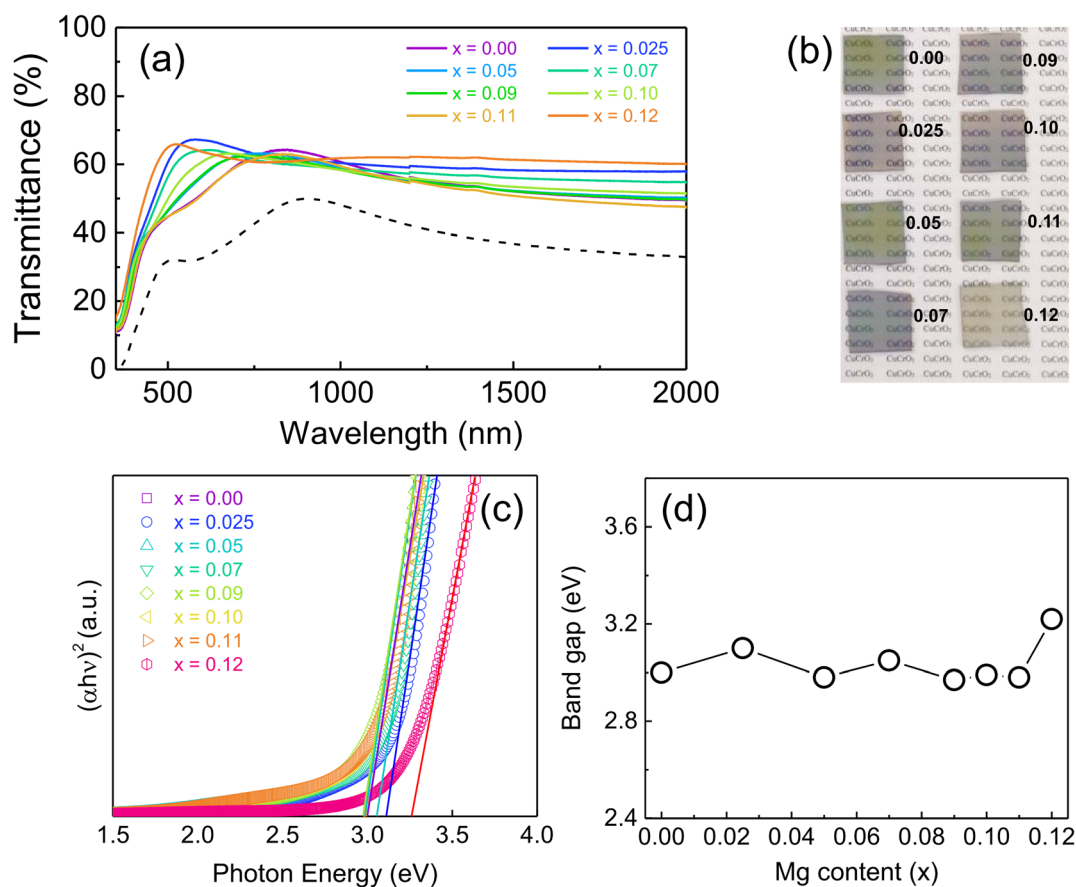 (a)
Transmittance (%)
100
80
60
40
20
0
x = 0.00 x = 0.025
x = 0.05 x = 0.07
x = 0.09 x = 0.10
x = 0.11 x = 0.12
500 1000 1500 2000
Wavelength (nm)
(b)
CuCrO₂ CuCrO₂ CuCrO₂ CuCrO₂ CuCrO₂ CuCrO₂
0.00 0.09
0.025 0.10
0.05 0.11
0.07 0.12
(c)
(αhν)² (a.u.)
x = 0.00
x = 0.025
x = 0.05
x = 0.07
x = 0.09
x = 0.10
x = 0.11
x = 0.12
1.5 2.0 2.5 3.0 3.5 4.0
Photon Energy (eV)
(d)
Band gap (eV)
3.6
3.2
2.8
2.4
0.00 0.02 0.04 0.06 0.08 0.10 0.12
Mg content (x)